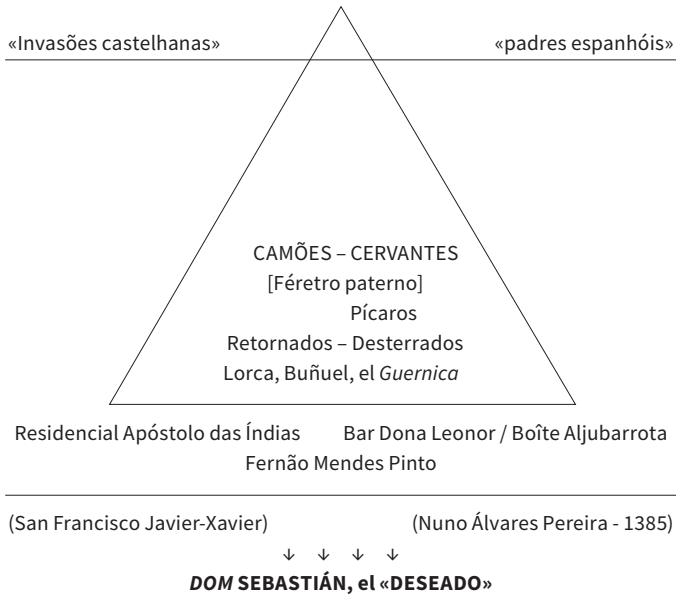 «Invasões castelhanas» «padres espanhóis»
CAMÕES – CERVANTES
[Féretro paterno]
Pícaros
Retornados – Desterrados
Lorca, Buñuel, el Guernica
Residencial Apóstolo das Índias Bar Dona Leonor / Boîte Aljubarrota
Fernão Mendes Pinto
(San Francisco Javier-Xavier) (Nuno Álvares Pereira - 1385)
↓ ↓ ↓ ↓
DOM SEBASTIÁN, el «DESEADO»